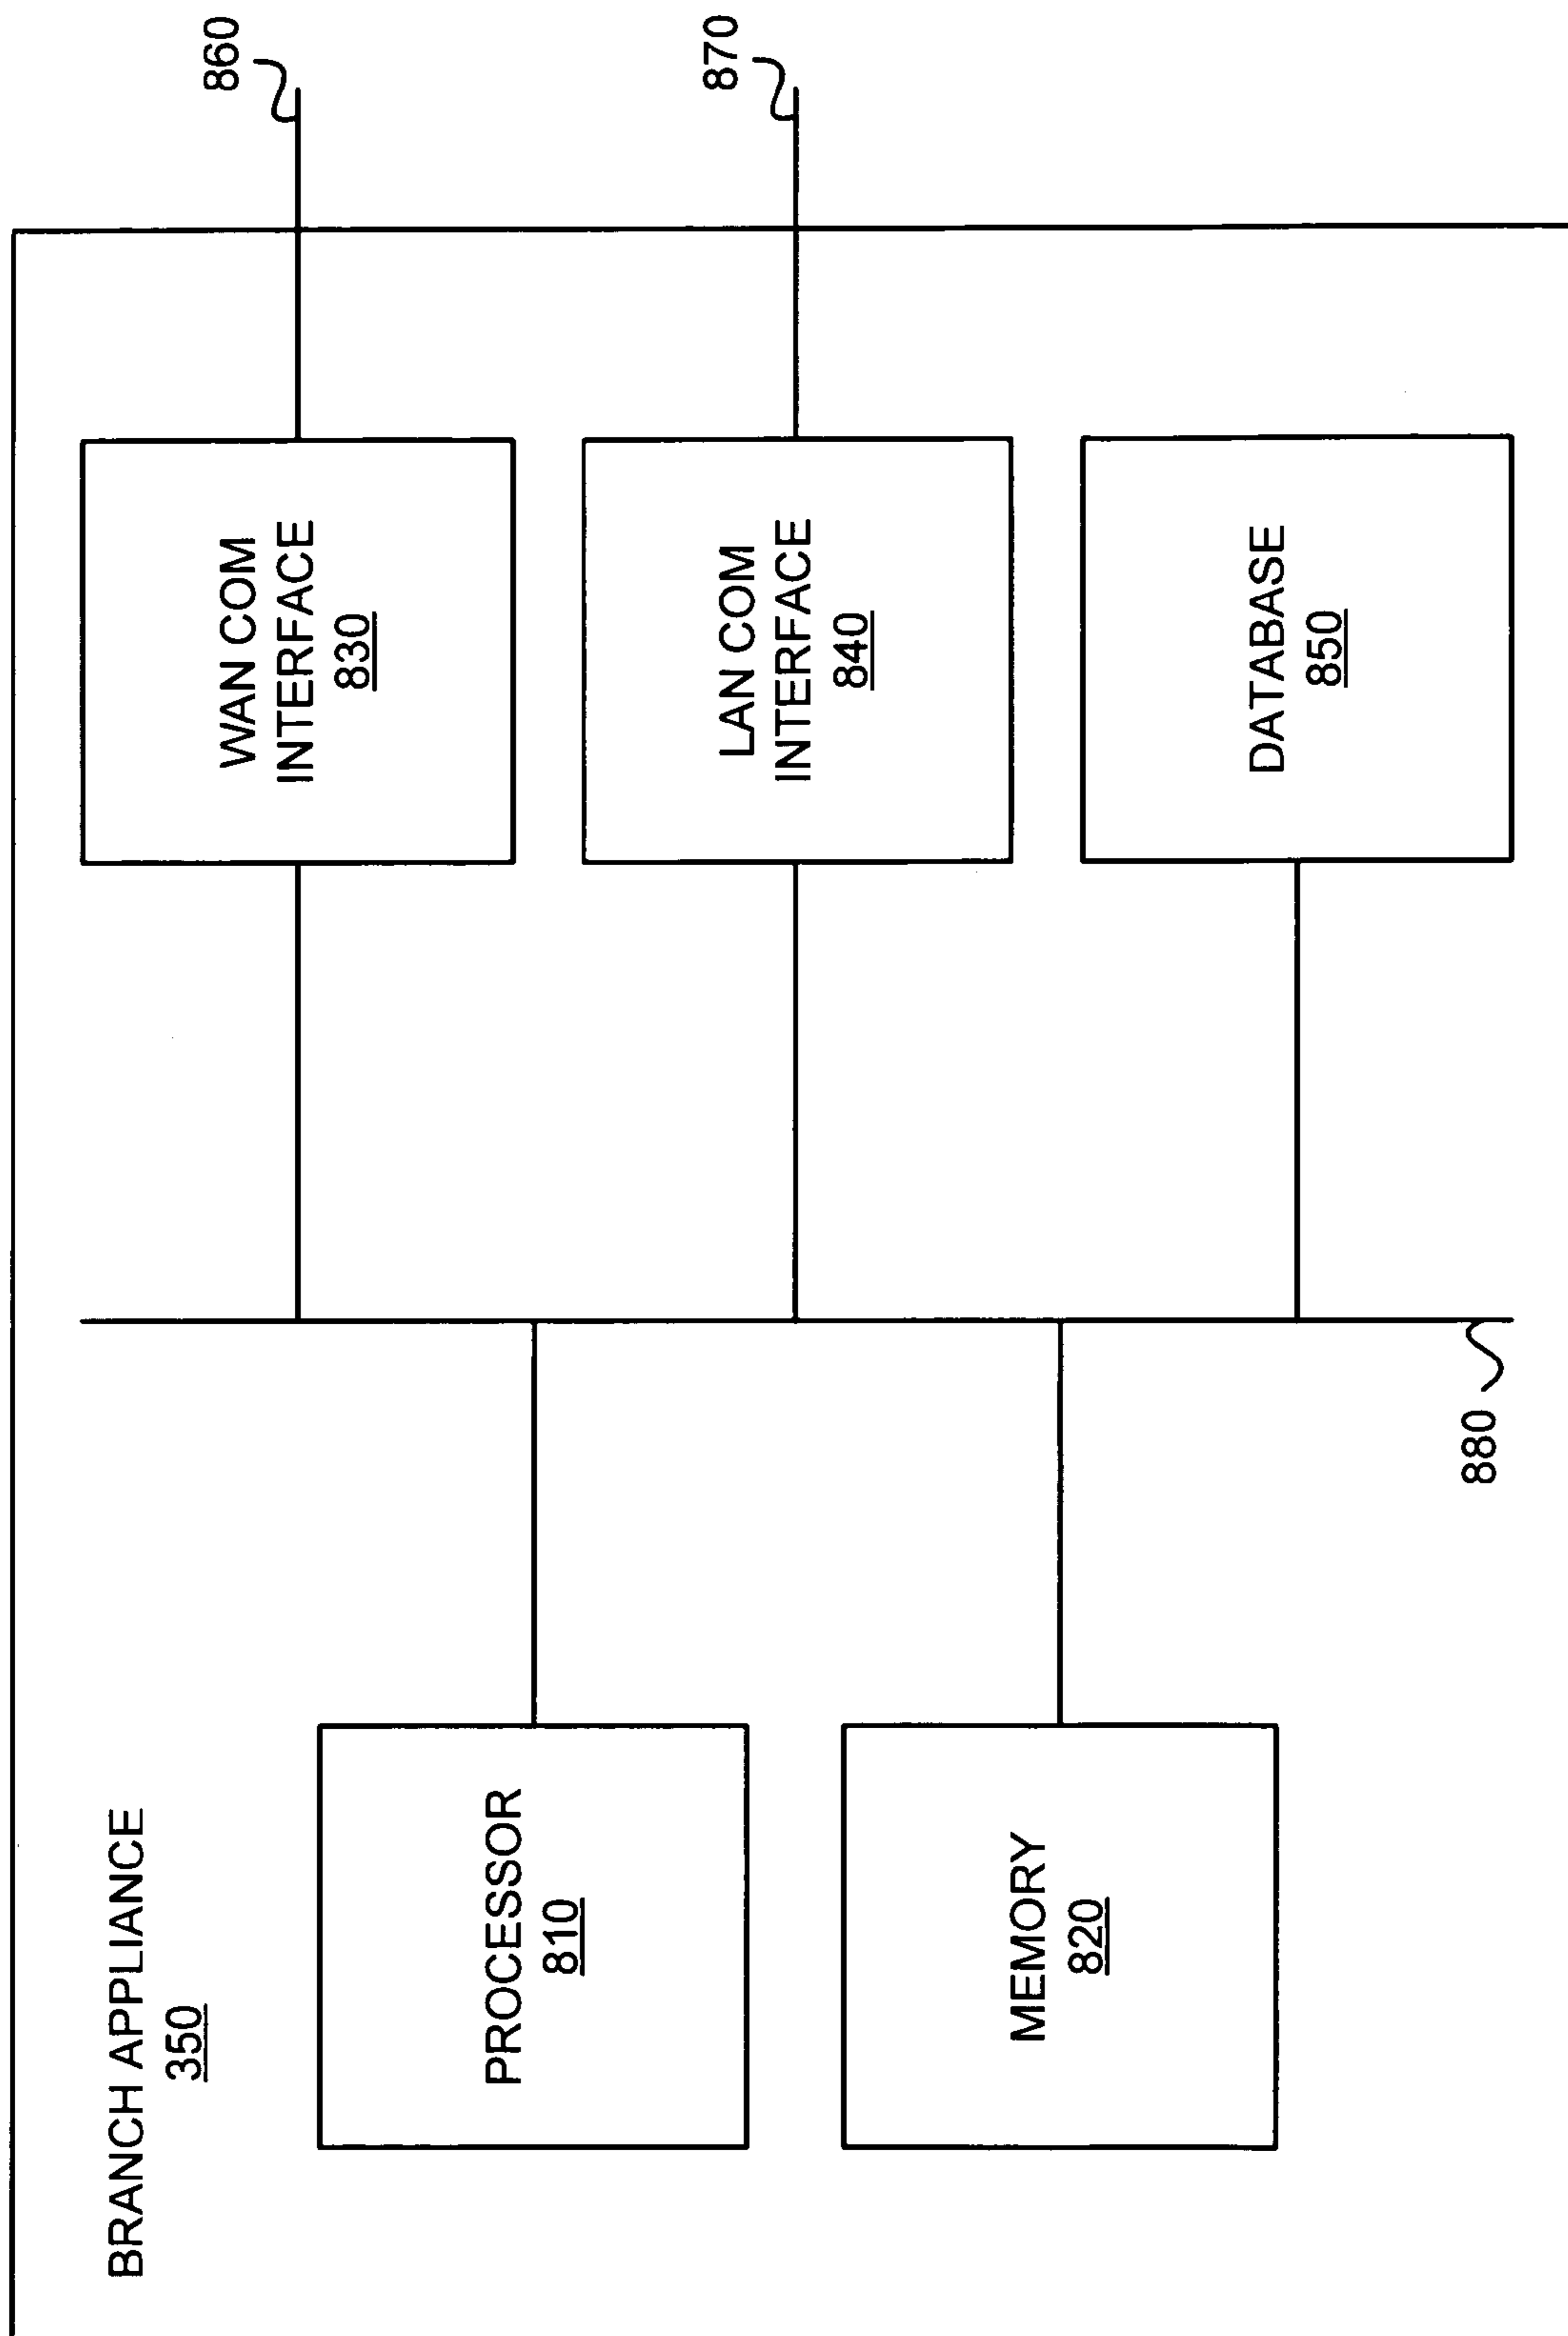 BRANCH APPLIANCE
350
PROCESSOR
810
MEMORY
820
880
WAN COM
INTERFACE
830
LAN COM
INTERFACE
840
DATABASE
850
860
870